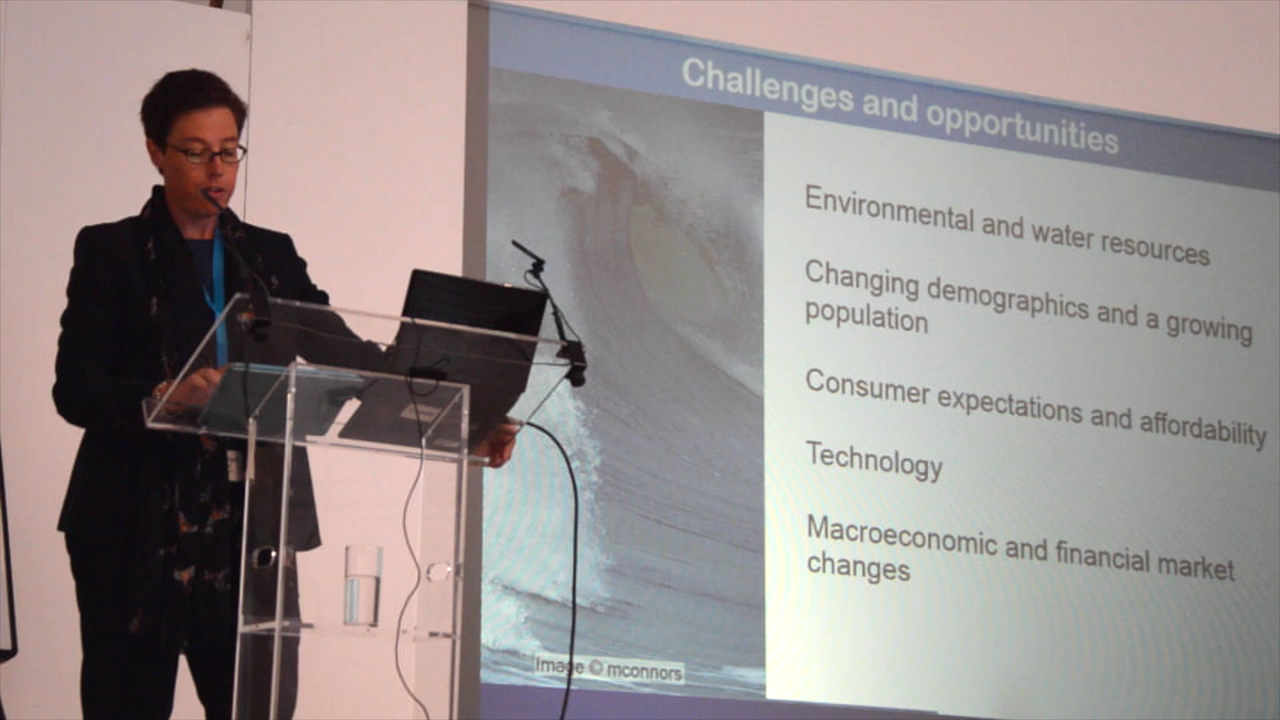 Challenges and opportunities
Environmental and water resources
Changing demographics and a growing
population
Consumer expectations and affordability
Technology
Macroeconomic and financial market
changes
Image © mconnors